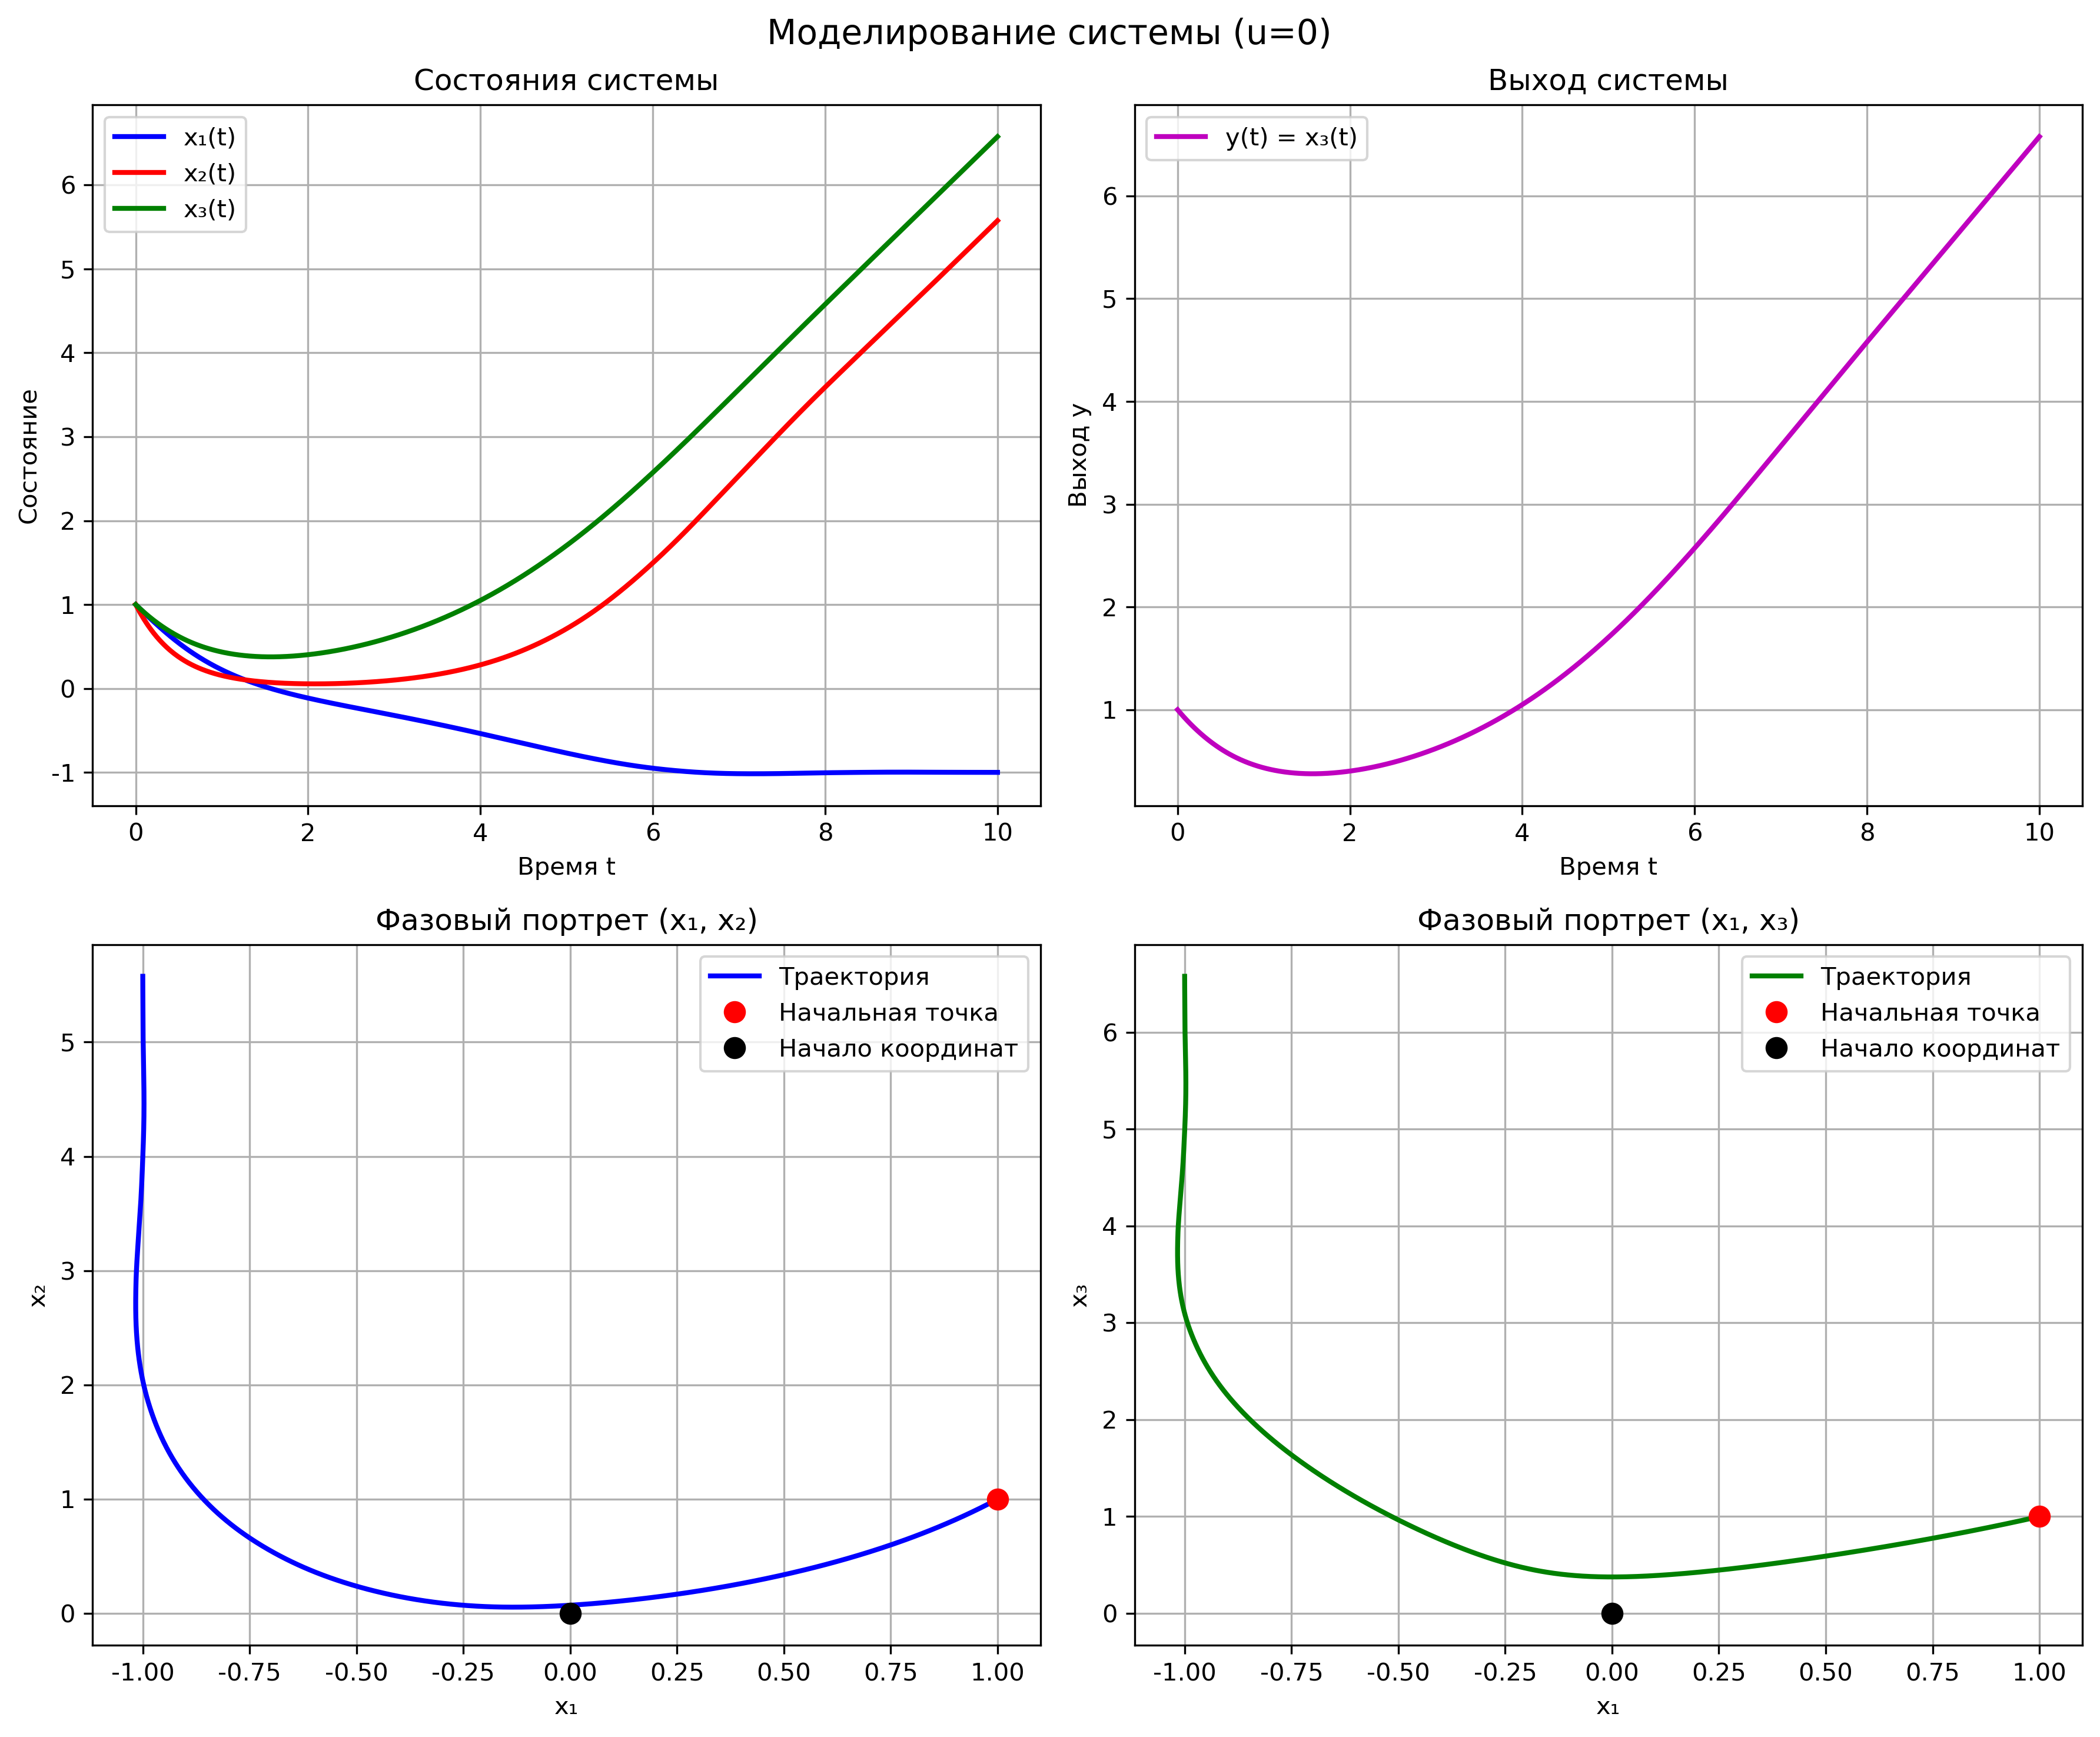 Моделирование системы (u=0)
Состояния системы
x₁(t)
x₂(t)
x₃(t)
6
5
4
3
2
1
0
-1
Состояние
0 2 4 6 8 10
Время t
Выход системы
y(t) = x₃(t)
6
5
4
3
2
1
Выход y
0 2 4 6 8 10
Время t
Фазовый портрет (x₁, x₂)
Траектория
Начальная точка
Начало координат
5
4
3
2
1
0
x₂
-1.00 -0.75 -0.50 -0.25 0.00 0.25 0.50 0.75 1.00
x₁
Фазовый портрет (x₁, x₃)
Траектория
Начальная точка
Начало координат
6
5
4
3
2
1
0
x₃
-1.00 -0.75 -0.50 -0.25 0.00 0.25 0.50 0.75 1.00
x₁